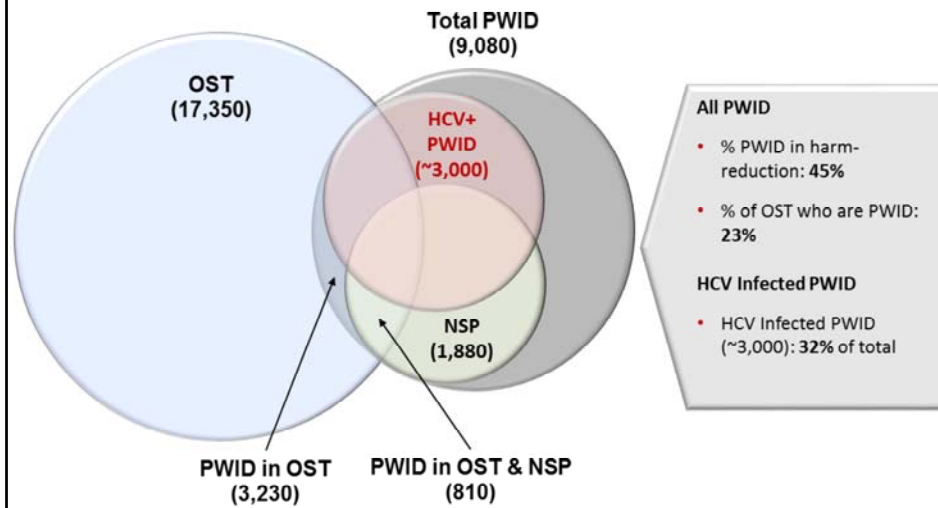 Total PWID
(9,080)
OST
(17,350)
HCV+
PWID
(~3,000)
NSP
(1,880)
PWID in OST
(3,230)
PWID in OST & NSP
(810)
All PWID
• % PWID in harm-
reduction: 45%
• % of OST who are PWID:
23%
HCV Infected PWID
• HCV Infected PWID
(~3,000): 32% of total